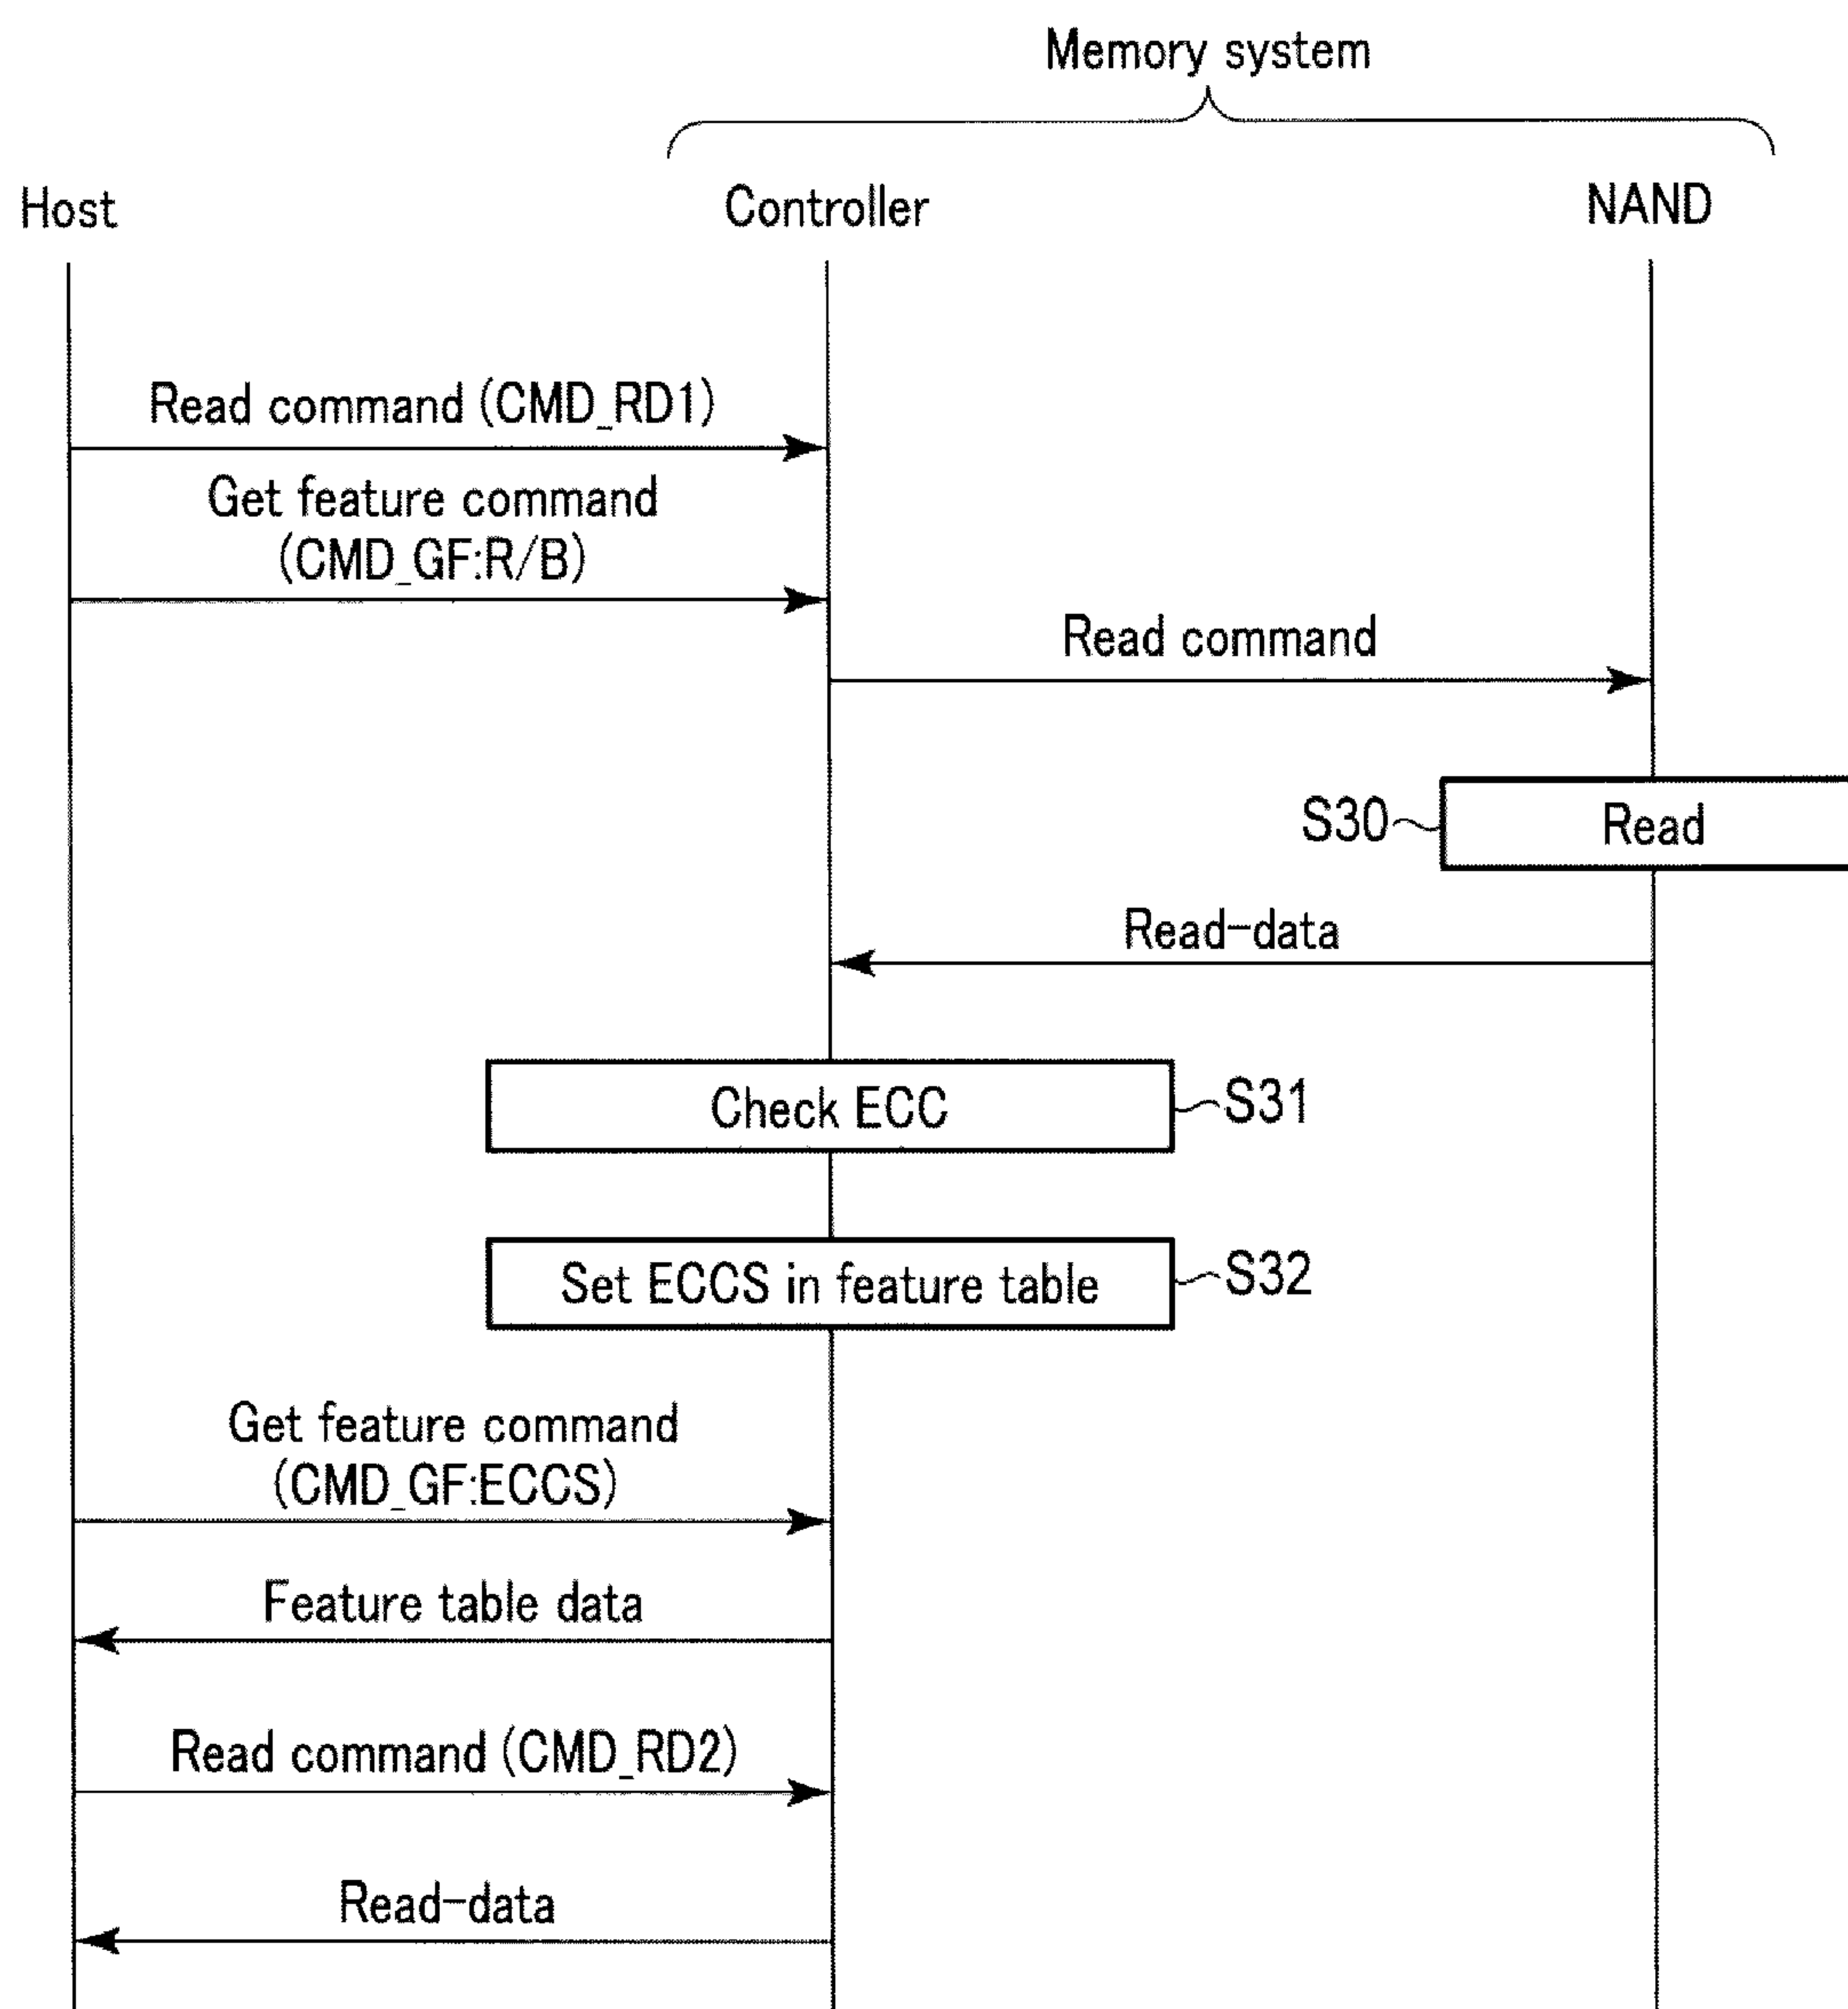 Memory system
Host
Controller
NAND
Read command (CMD_RD1)
Get feature command
(CMD_GF:R/B)
Read command
S30
Read
Read-data
Check ECC
S31
Set ECCS in feature table
S32
Get feature command
(CMD_GF:ECCS)
Feature table data
Read command (CMD_RD2)
Read-data